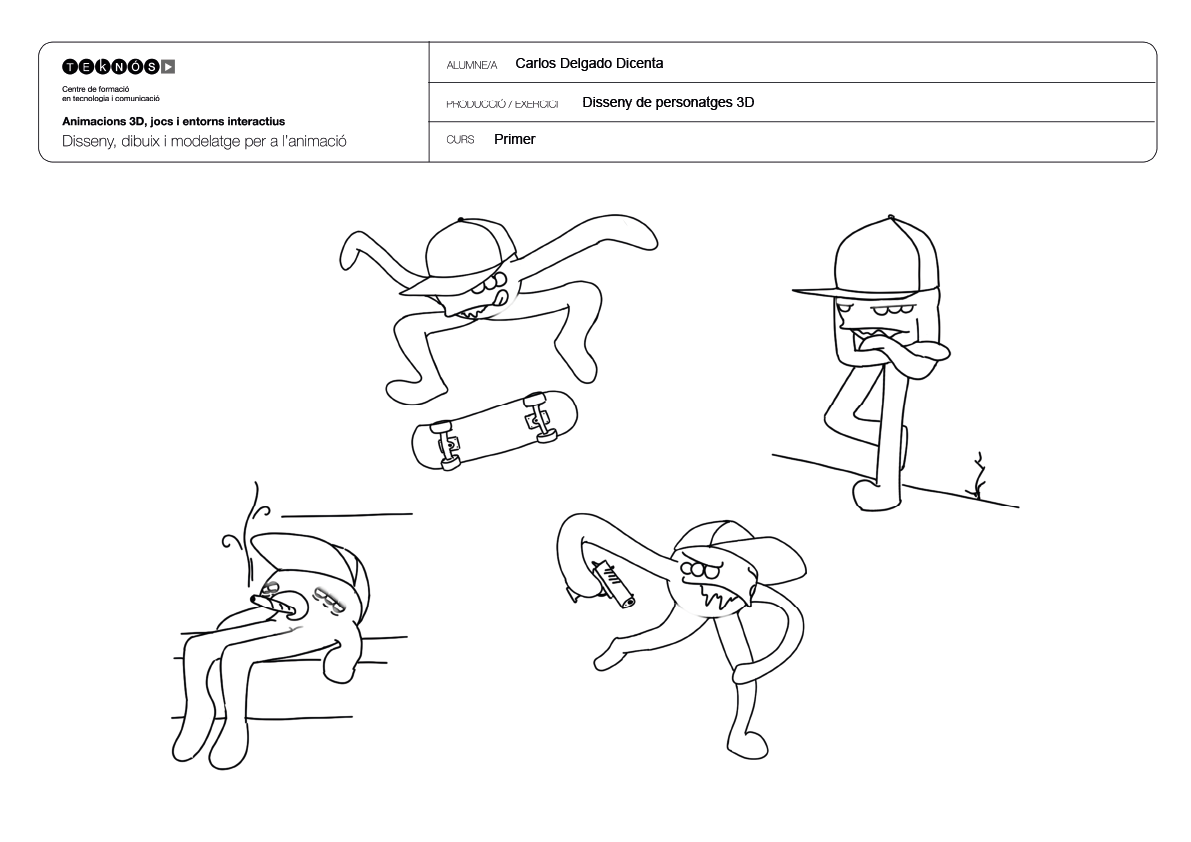 TEKNÓS
Centre de formació
en tecnologia i comunicació
Animacions 3D, jocs i entorns interactius
Disseny, dibuix i modelatge per a l'animació
ALUMNE/A Carlos Delgado Dicenta
PRODUCCIÓ / EXERCICI Disseny de personatges 3D
CURS Primer